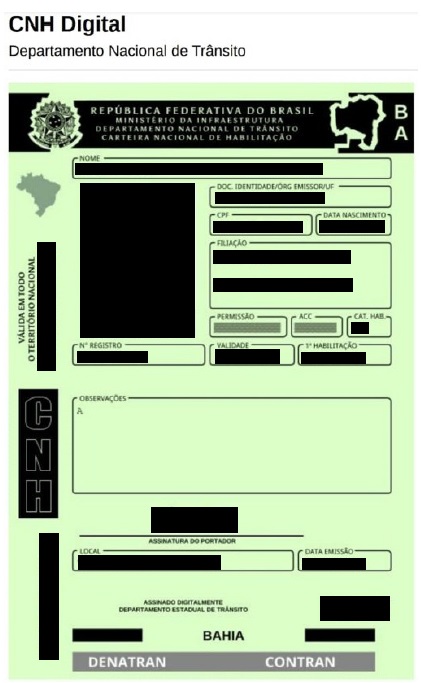 CNH Digital
Departamento Nacional de Trânsito
REPÚBLICA FEDERATIVA DO BRASIL
MINISTÉRIO DA INFRAESTRUTURA
DEPARTAMENTO NACIONAL DE TRÂNSITO
CARTEIRA NACIONAL DE HABILITAÇÃO
B
A
NOME
DOC. IDENTIDADE/ÓRG EMISSOR/UF
CPF
DATA NASCIMENTO
FILIAÇÃO
PERMISSÃO
ACC
CAT. HAB.
Nº REGISTRO
VALIDADE
1ª HABILITAÇÃO
VÁLIDA EM TODO
O TERRITÓRIO NACIONAL
CNH
OBSERVAÇÕES
A
ASSINATURA DO PORTADOR
LOCAL
DATA EMISSÃO
ASSINADO DIGITALMENTE
DEPARTAMENTO ESTADUAL DE TRÂNSITO
BAHIA
DENATRAN CONTRAN